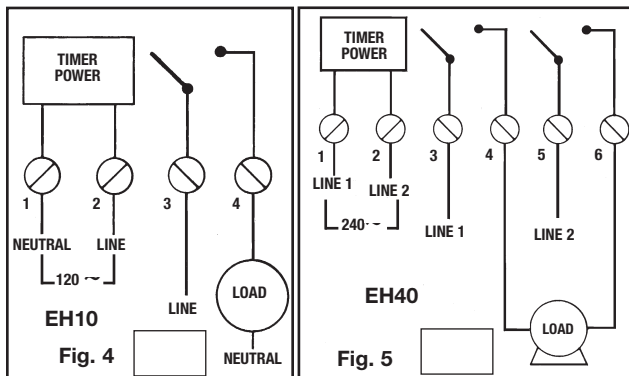 TIMER
POWER
1
2
3
4
NEUTRAL
LINE
120 ~
LINE
LOAD
NEUTRAL
EH10
Fig. 4
TIMER
POWER
1
2
3
4
5
6
LINE 1
LINE 2
240~
LINE 1
LINE 2
LOAD
EH40
Fig. 5